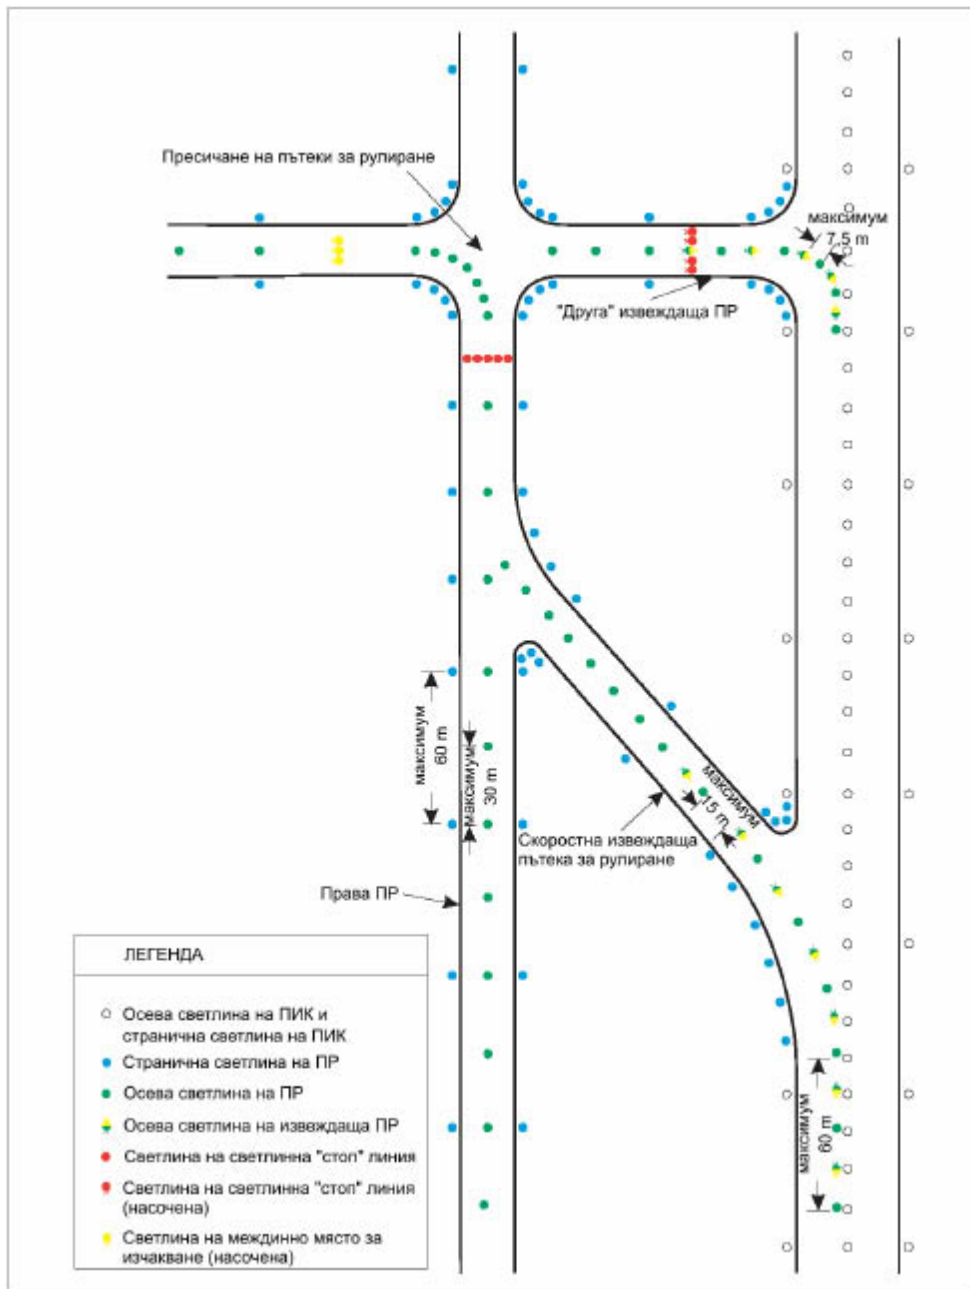 Пресичане на пътеки за рулиране
максимум
7.5 m
"Друга" извеждаща ПР
максимум
60 m
максимум
30 m
максимум
15 m
Скоростна извеждаща
пътека за рулиране
Права ПР
максимум
60 m
ЛЕГЕНДА
Осева светлина на ПИК и
странична светлина на ПИК
Странична светлина на ПР
Осева светлина на ПР
Осева светлина на извеждаща ПР
Светлина на светлинна "стоп" линия
Светлина на светлинна "стоп" линия
(насочена)
Светлина на междинно място за
изчакване (насочена)